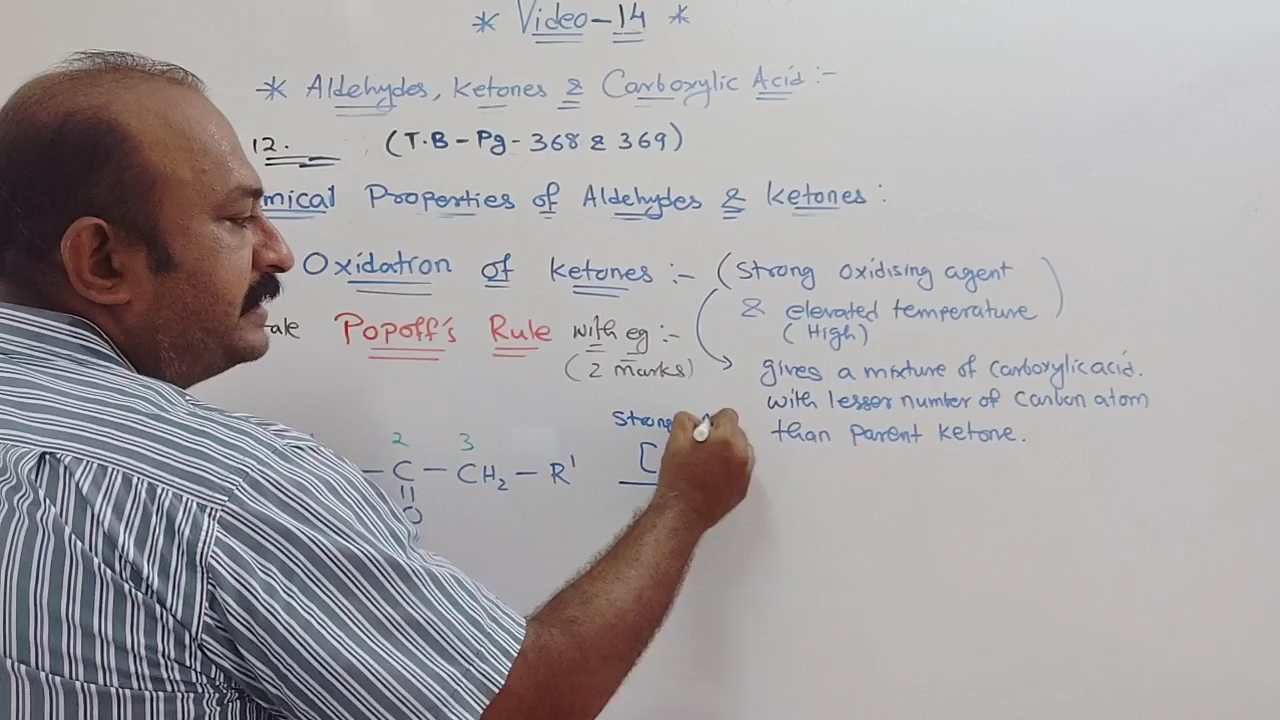 * Video-14 *
* Aldehydes, Ketones & Carboxylic Acid :-
12. (T.B - Pg - 368 & 369)
mical Properties of Aldehydes & Ketones :
Oxidation of Ketones :- (Strong oxidising agent
& elevated temperature)
(High)
ale Popoff's Rule with eg :-
(2 marks)
gives a mixture of Carboxylic acid.
with lesser number of Carbon atom
than Parent Ketone.
Strong
2 3
[
— C — CH2 — R'
||
O